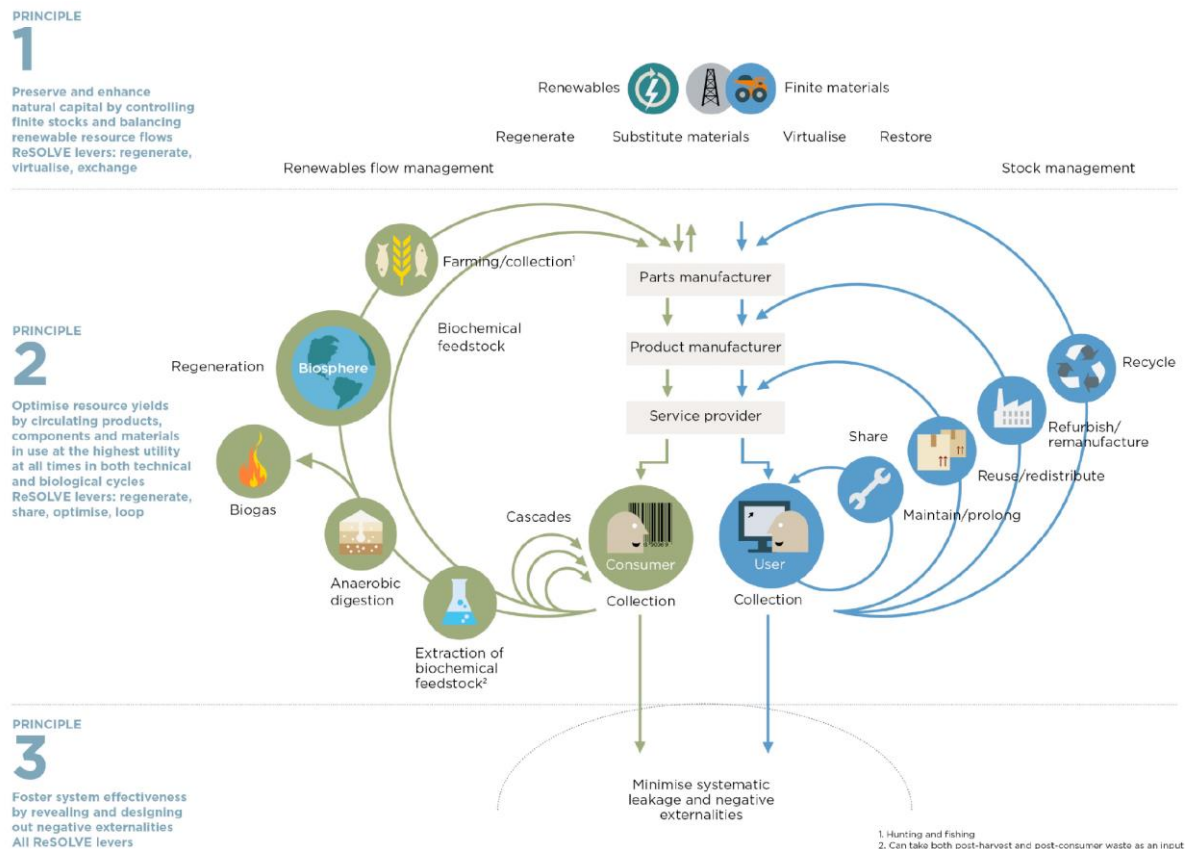 PRINCIPLE
1
Preserve and enhance
natural capital by controlling
finite stocks and balancing
renewable resource flows
ReSOLVE levers: regenerate,
virtualise, exchange
Renewables
Finite materials
Regenerate
Substitute materials
Virtualise
Restore
Renewables flow management
Stock management
PRINCIPLE
2
Optimise resource yields
by circulating products,
components and materials
in use at the highest utility
at all times in both technical
and biological cycles
ReSOLVE levers: regenerate,
share, optimise, loop
Farming/collection¹
Biochemical
feedstock
Regeneration
Biosphere
Biogas
Anaerobic
digestion
Extraction of
biochemical
feedstock²
Cascades
Parts manufacturer
Product manufacturer
Service provider
Consumer
Collection
User
Collection
Share
Maintain/prolong
Reuse/redistribute
Refurbish/
remanufacture
Recycle
PRINCIPLE
3
Foster system effectiveness
by revealing and designing
out negative externalities
All ReSOLVE levers
Minimise systematic
leakage and negative
externalities
1. Hunting and fishing
2. Can take both post-harvest and post-consumer waste as an input